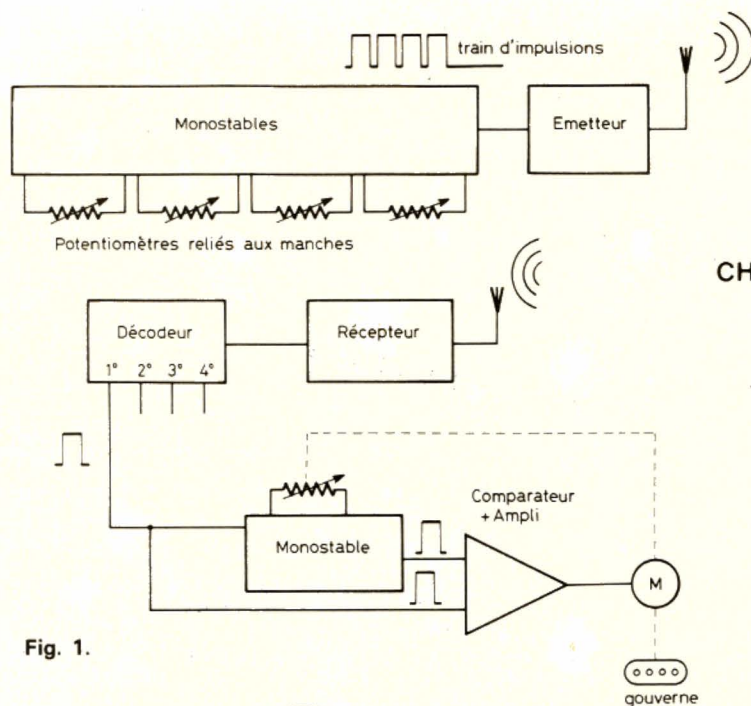 train d'impulsions
Monostables
Emetteur
Potentiomètres reliés aux manches
CH
Décodeur
1° 2° 3° 4°
Récepteur
Comparateur
+ Ampli
Monostable
M
Fig. 1.
gouverne